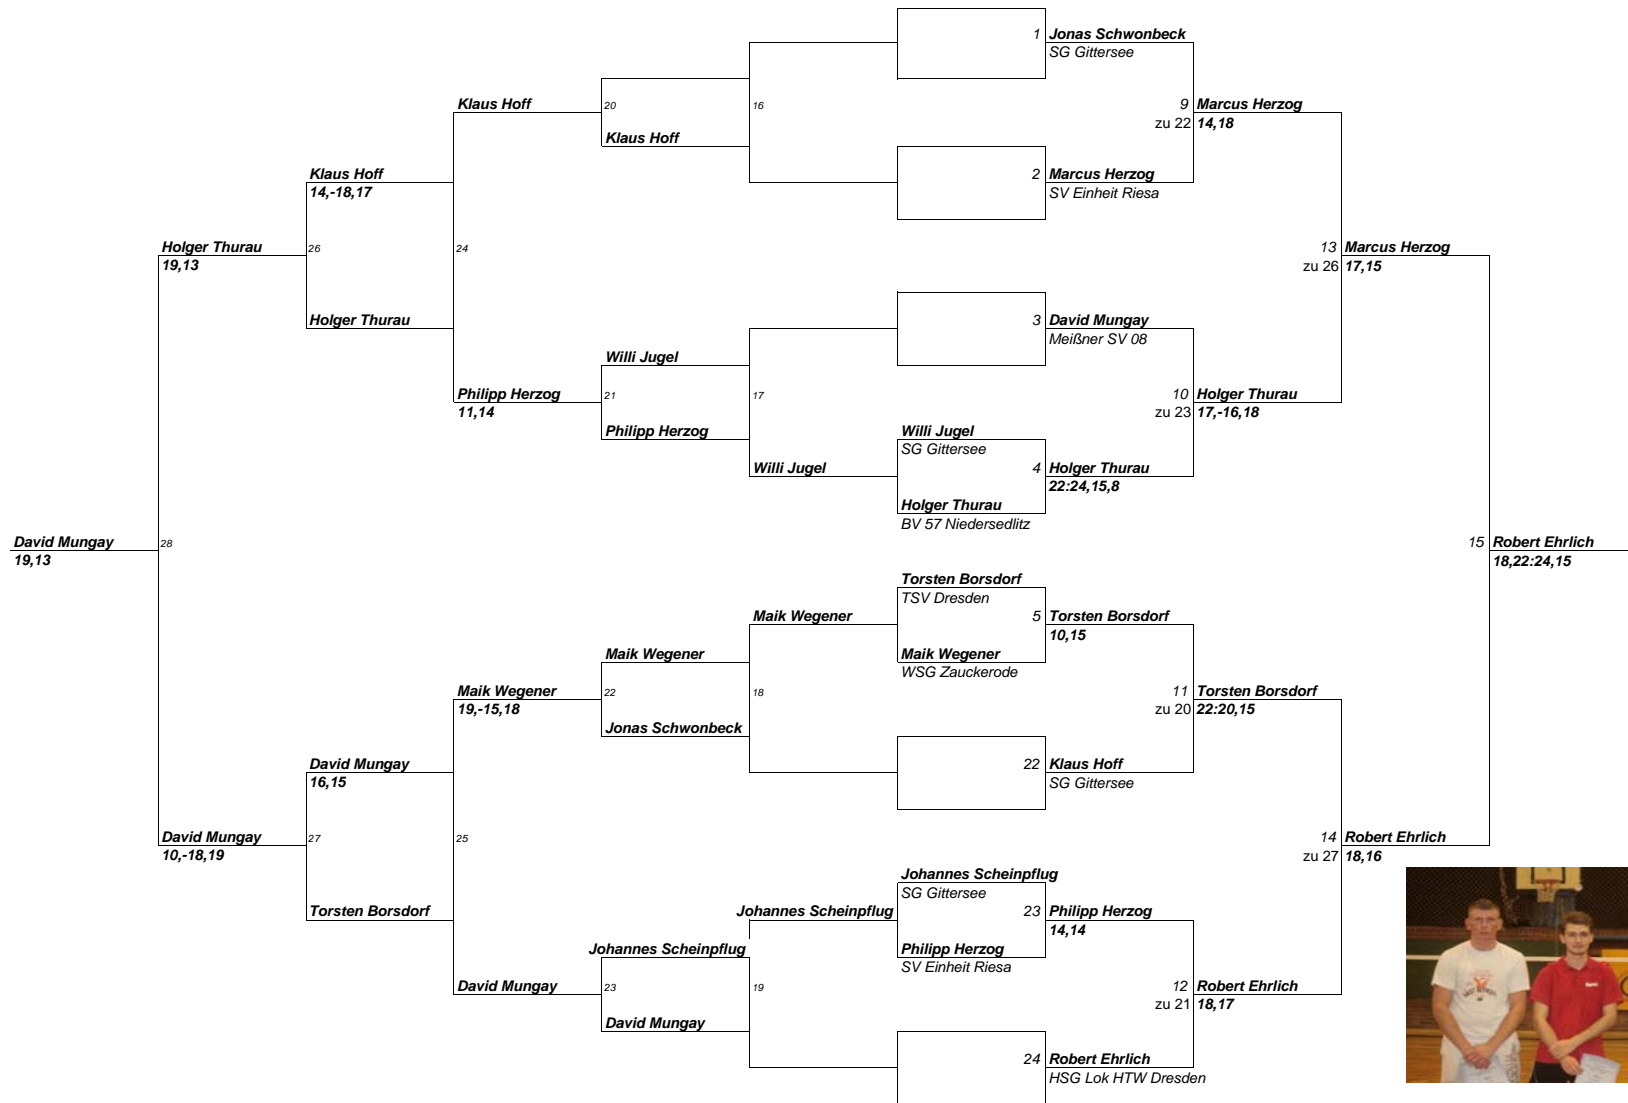 1 Jonas Schwonbeck
SG Gittersee
Klaus Hoff 20 16 9 Marcus Herzog
zu 22 14,18
Klaus Hoff
Klaus Hoff 2 Marcus Herzog
14,-18,17 SV Einheit Riesa
Holger Thurau 26 24 13 Marcus Herzog
19,13 zu 26 17,15
Holger Thurau 3 David Mungay
Meißner SV 08
Willi Jugel
Philipp Herzog 21 17 10 Holger Thurau
11,14 zu 23 17,-16,18
Philipp Herzog Willi Jugel
SG Gittersee
Willi Jugel 4 Holger Thurau
22:24,15,8
Holger Thurau
BV 57 Niedersedlitz
David Mungay 28 15 Robert Ehrlich
19,13 18,22:24,15
Torsten Borsdorf
TSV Dresden
Maik Wegener 5 Torsten Borsdorf
10,15
Maik Wegener Maik Wegener
WSG Zauckerode
Maik Wegener 22 18 11 Torsten Borsdorf
19,-15,18 zu 20 22:20,15
Jonas Schwonbeck
David Mungay 22 Klaus Hoff
16,15 SG Gittersee
David Mungay 27 25 14 Robert Ehrlich
10,-18,19 zu 27 18,16
Johannes Scheinpflug
SG Gittersee
Torsten Borsdorf Johannes Scheinpflug 23 Philipp Herzog
14,14
Johannes Scheinpflug Philipp Herzog
SV Einheit Riesa
David Mungay 23 19 12 Robert Ehrlich
zu 21 18,17
David Mungay
24 Robert Ehrlich
HSG Lok HTW Dresden